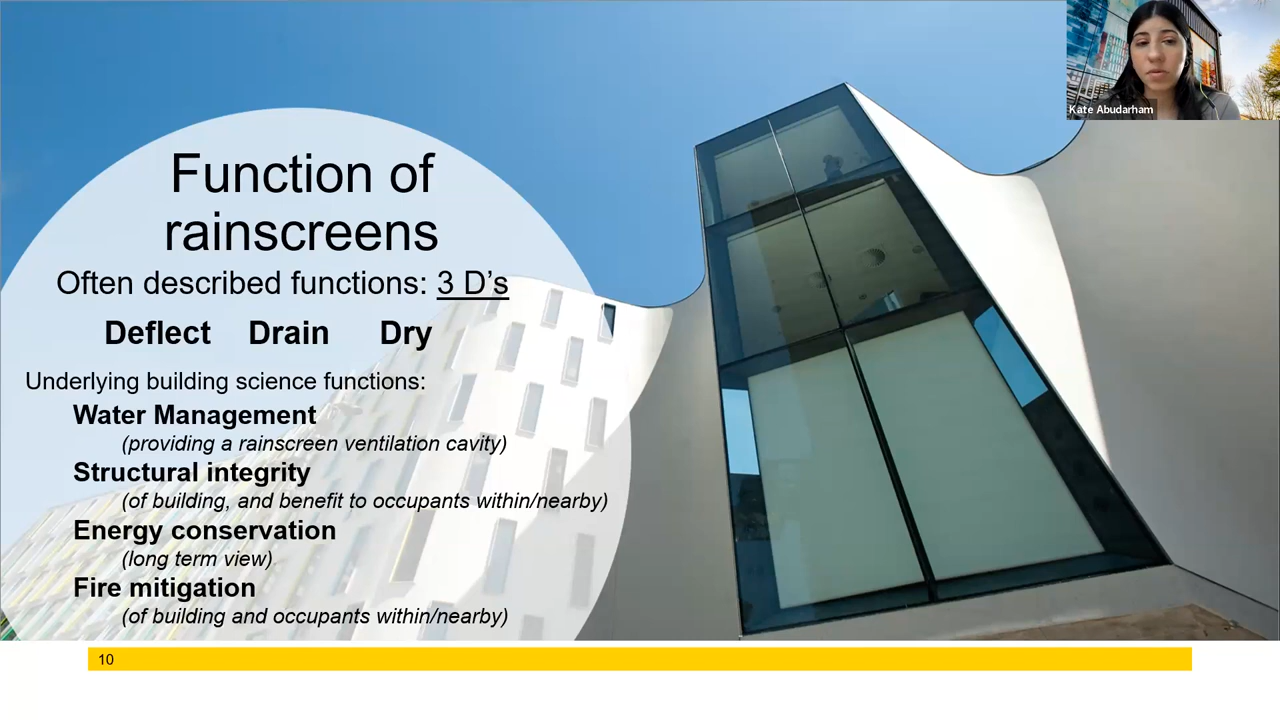 Kate Abudarham
Function of
rainscreens
Often described functions: 3 D's
Deflect Drain Dry
Underlying building science functions:
Water Management
(providing a rainscreen ventilation cavity)
Structural integrity
(of building, and benefit to occupants within/nearby)
Energy conservation
(long term view)
Fire mitigation
(of building and occupants within/nearby)
10